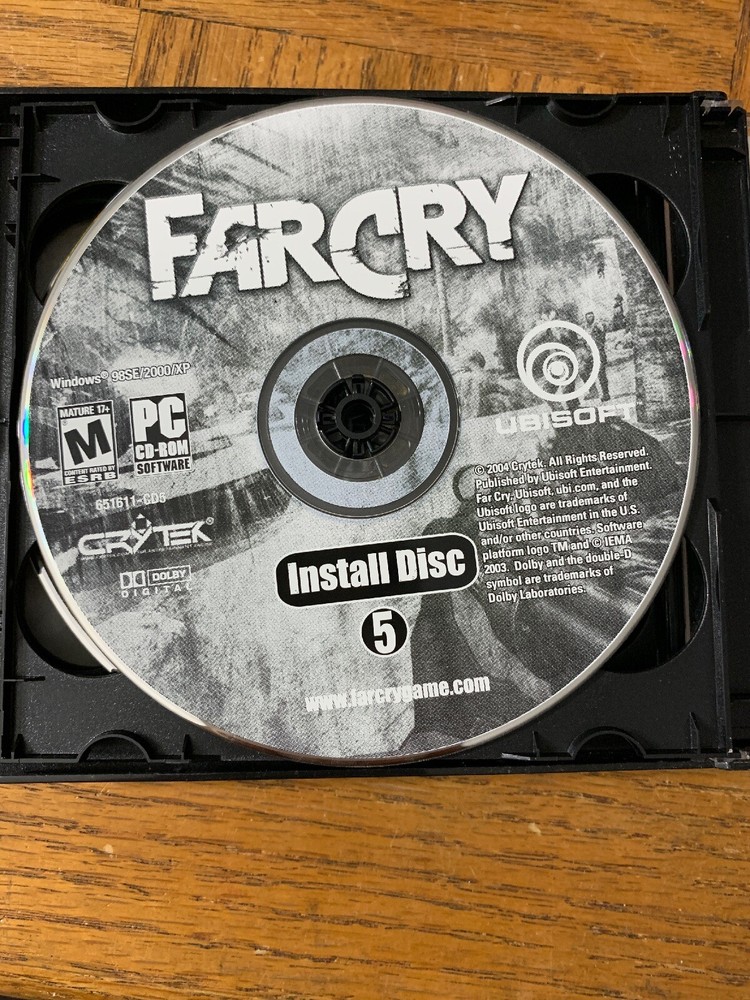 FARCRY
Windows® 98SE/2000/XP
MATURE 17+
M
CONTENT RATED BY
ESRB
PC
CD-ROM
SOFTWARE
651611-CD5
CRYTEK
DOLBY
DIGITAL
UBISOFT
© 2004 Crytek. All Rights Reserved.
Published by Ubisoft Entertainment.
Far Cry, Ubisoft, ubi.com, and the
Ubisoft logo are trademarks of
Ubisoft Entertainment in the U.S.
and/or other countries. Software
platform logo TM and © IEMA
2003. Dolby and the double-D
symbol are trademarks of
Dolby Laboratories.
Install Disc
5
www.farcrygame.com